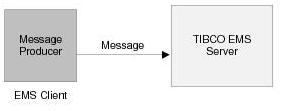 Message
Producer
Message
TIBCO EMS
Server
EMS Client